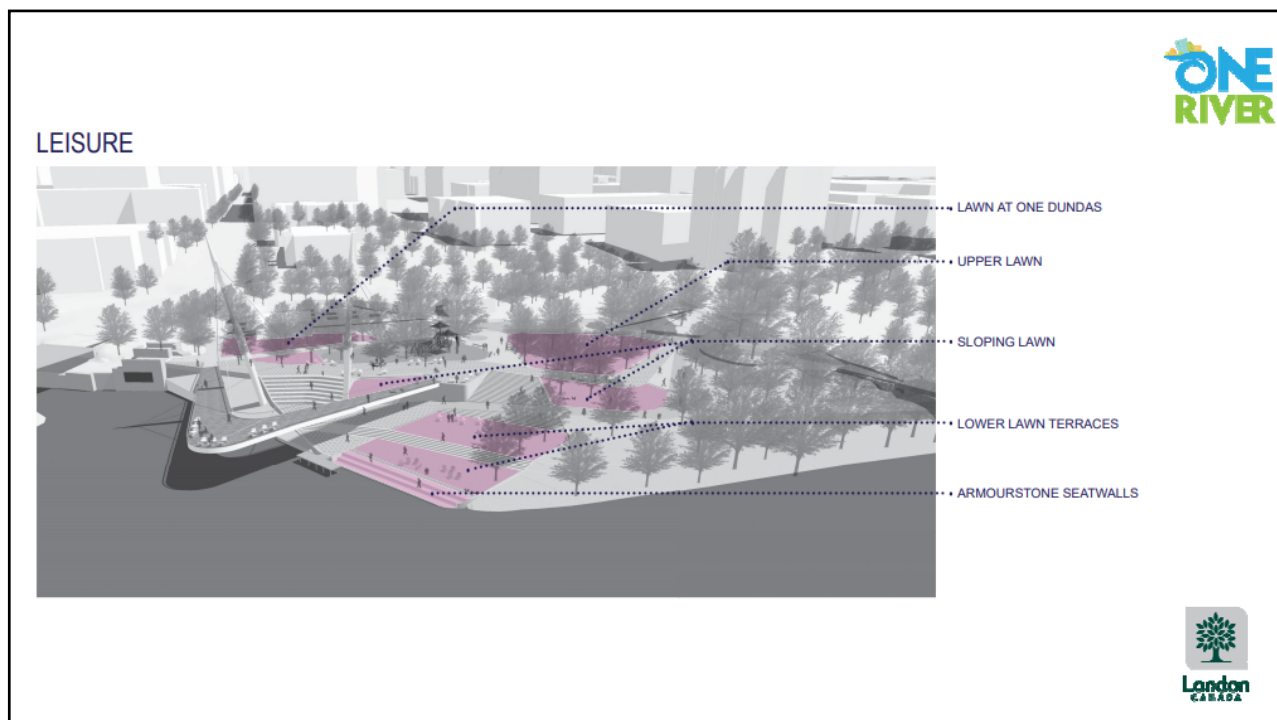 ONE
RIVER
LEISURE
LAWN AT ONE DUNDAS
UPPER LAWN
SLOPING LAWN
LOWER LAWN TERRACES
ARMOURSTONE SEATWALLS
London
CANADA